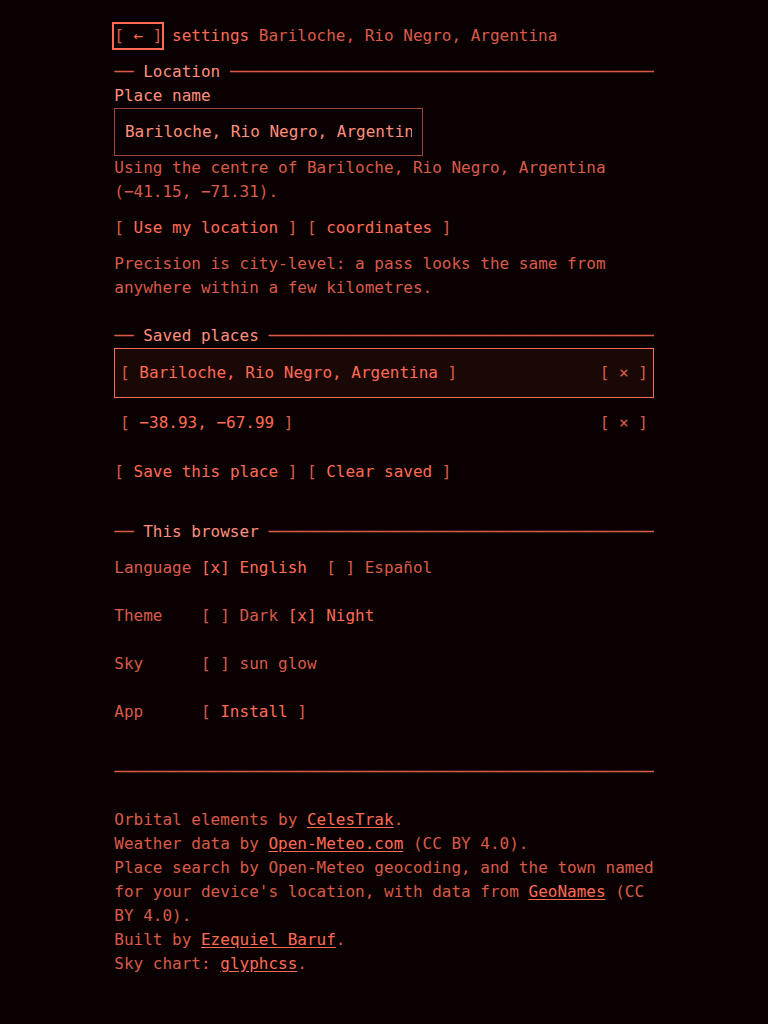 [ ← ] settings Bariloche, Rio Negro, Argentina
Location
Place name
Bariloche, Rio Negro, Argentin
Using the centre of Bariloche, Rio Negro, Argentina
(−41.15, −71.31).
[ Use my location ] [ coordinates ]
Precision is city-level: a pass looks the same from
anywhere within a few kilometres.
Saved places
[ Bariloche, Rio Negro, Argentina ] [ × ]
[ −38.93, −67.99 ] [ × ]
[ Save this place ] [ Clear saved ]
This browser
Language [x] English [ ] Español
Theme [ ] Dark [x] Night
Sky [ ] sun glow
App [ Install ]
Orbital elements by CelesTrak.
Weather data by Open-Meteo.com (CC BY 4.0).
Place search by Open-Meteo geocoding, and the town named
for your device's location, with data from GeoNames (CC
BY 4.0).
Built by Ezequiel Baruf.
Sky chart: glyphcss.